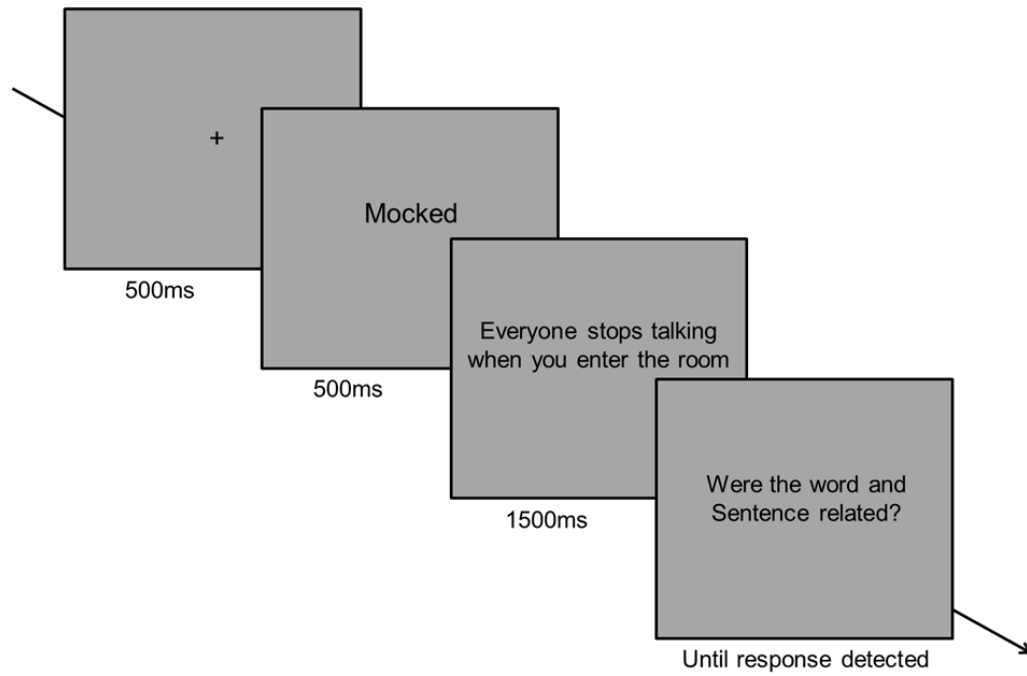 +
500ms
Mocked
500ms
Everyone stops talking
when you enter the room
1500ms
Were the word and
Sentence related?
Until response detected